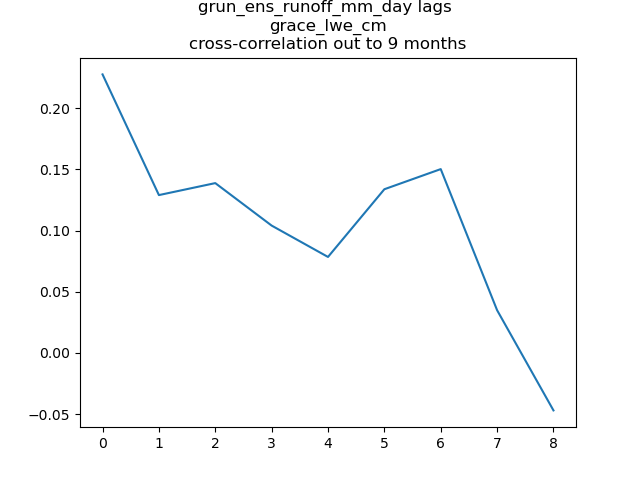 grun_ens_runoff_mm_day lags
grace_lwe_cm
cross-correlation out to 9 months
0.20
0.15
0.10
0.05
0.00
−0.05
0 1 2 3 4 5 6 7 8